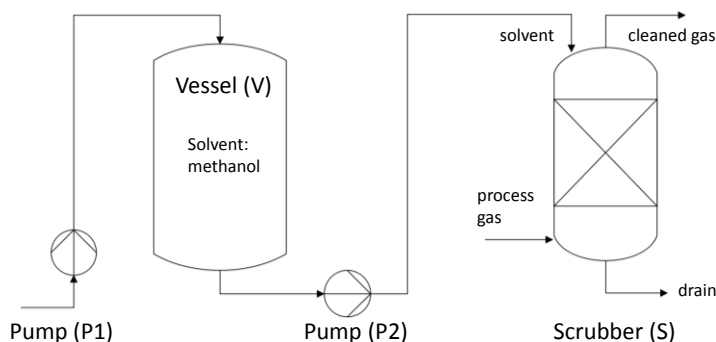 solvent
cleaned gas
Vessel (V)
Solvent:
methanol
process
gas
drain
Pump (P1)
Pump (P2)
Scrubber (S)